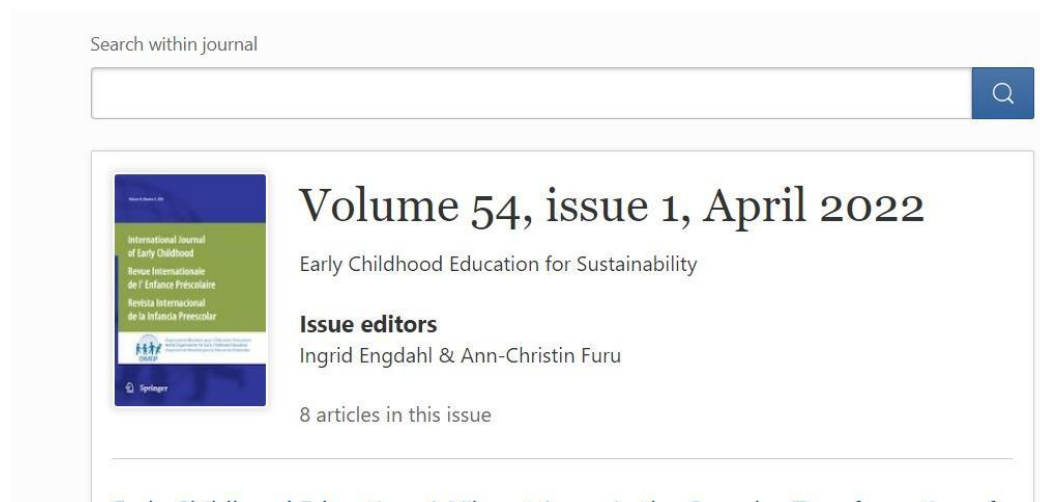 Search within journal
Volume 54, issue 1, April 2022
International Journal
of Early Childhood
Revue Internationale
de l' Enfance Préscolaire
Revista Internacional
de la Infancia Preescolar
OMEP
Springer
Early Childhood Education for Sustainability
Issue editors
Ingrid Engdahl & Ann-Christin Furu
8 articles in this issue